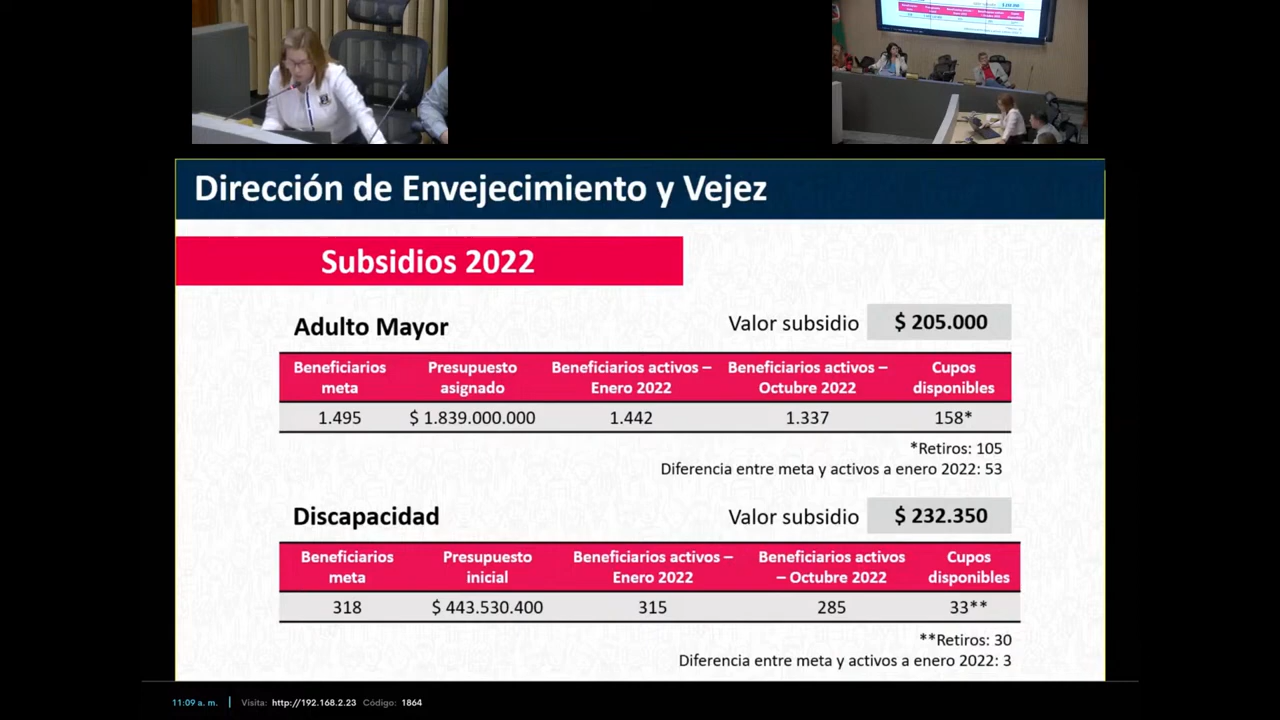 Dirección de Envejecimiento y Vejez
Subsidios 2022
Adulto Mayor
Valor subsidio $ 205.000
Beneficiarios meta Presupuesto asignado Beneficiarios activos – Enero 2022 Beneficiarios activos – Octubre 2022 Cupos disponibles
1.495 $ 1.839.000.000 1.442 1.337 158*
*Retiros: 105
Diferencia entre meta y activos a enero 2022: 53
Discapacidad
Valor subsidio $ 232.350
Beneficiarios meta Presupuesto inicial Beneficiarios activos – Enero 2022 Beneficiarios activos – Octubre 2022 Cupos disponibles
318 $ 443.530.400 315 285 33**
**Retiros: 30
Diferencia entre meta y activos a enero 2022: 3
11:09 a. m. | Visita: http://192.168.2.23 Código: 1864